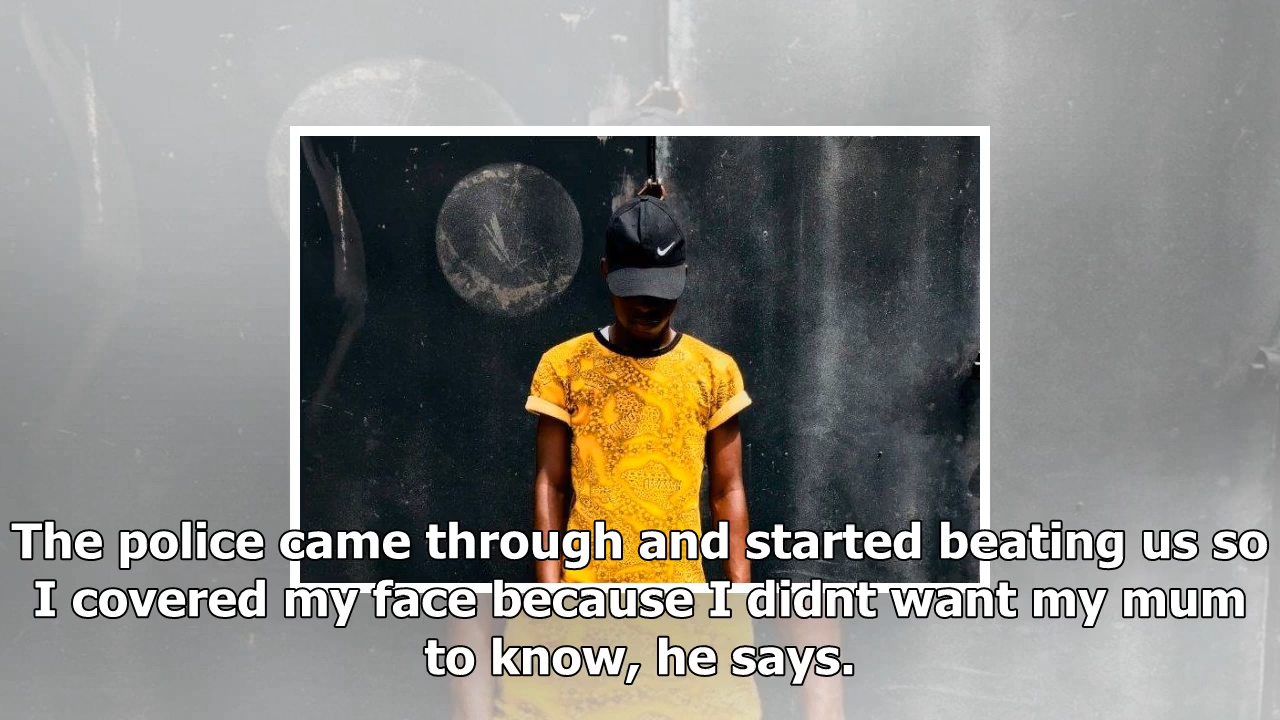 The police came through and started beating us so
I covered my face because I didnt want my mum
to know, he says.